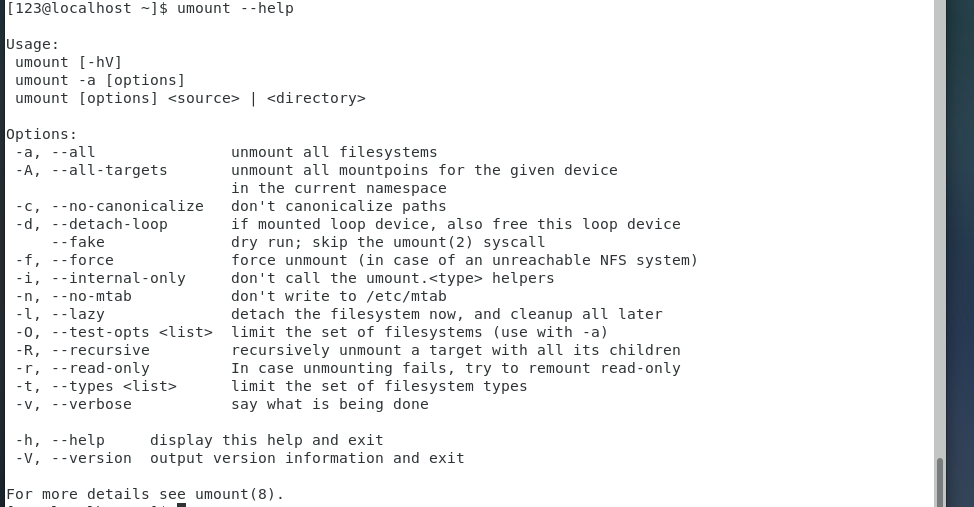 [123@localhost ~]$ umount --help

Usage:
 umount [-hV]
 umount -a [options]
 umount [options] <source> | <directory>

Options:
 -a, --all               unmount all filesystems
 -A, --all-targets       unmount all mountpoins for the given device
                         in the current namespace
 -c, --no-canonicalize   don't canonicalize paths
 -d, --detach-loop       if mounted loop device, also free this loop device
     --fake              dry run; skip the umount(2) syscall
 -f, --force             force unmount (in case of an unreachable NFS system)
 -i, --internal-only     don't call the umount.<type> helpers
 -n, --no-mtab           don't write to /etc/mtab
 -l, --lazy              detach the filesystem now, and cleanup all later
 -O, --test-opts <list>  limit the set of filesystems (use with -a)
 -R, --recursive         recursively unmount a target with all its children
 -r, --read-only         In case unmounting fails, try to remount read-only
 -t, --types <list>      limit the set of filesystem types
 -v, --verbose           say what is being done

 -h, --help     display this help and exit
 -V, --version  output version information and exit

For more details see umount(8).